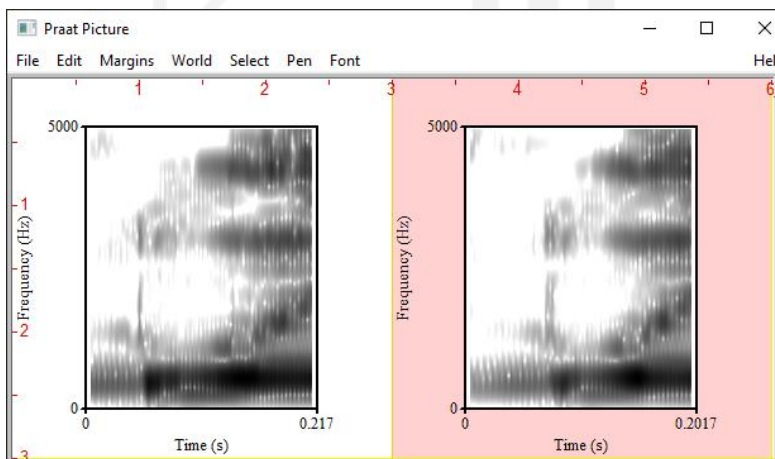 Praat Picture
File Edit Margins World Select Pen Font Hel
1 2 3 4 5 6
5000 5000
1
Frequency (Hz) Frequency (Hz)
2
0 0
0 0.217 0 0.2017
Time (s) Time (s)
3